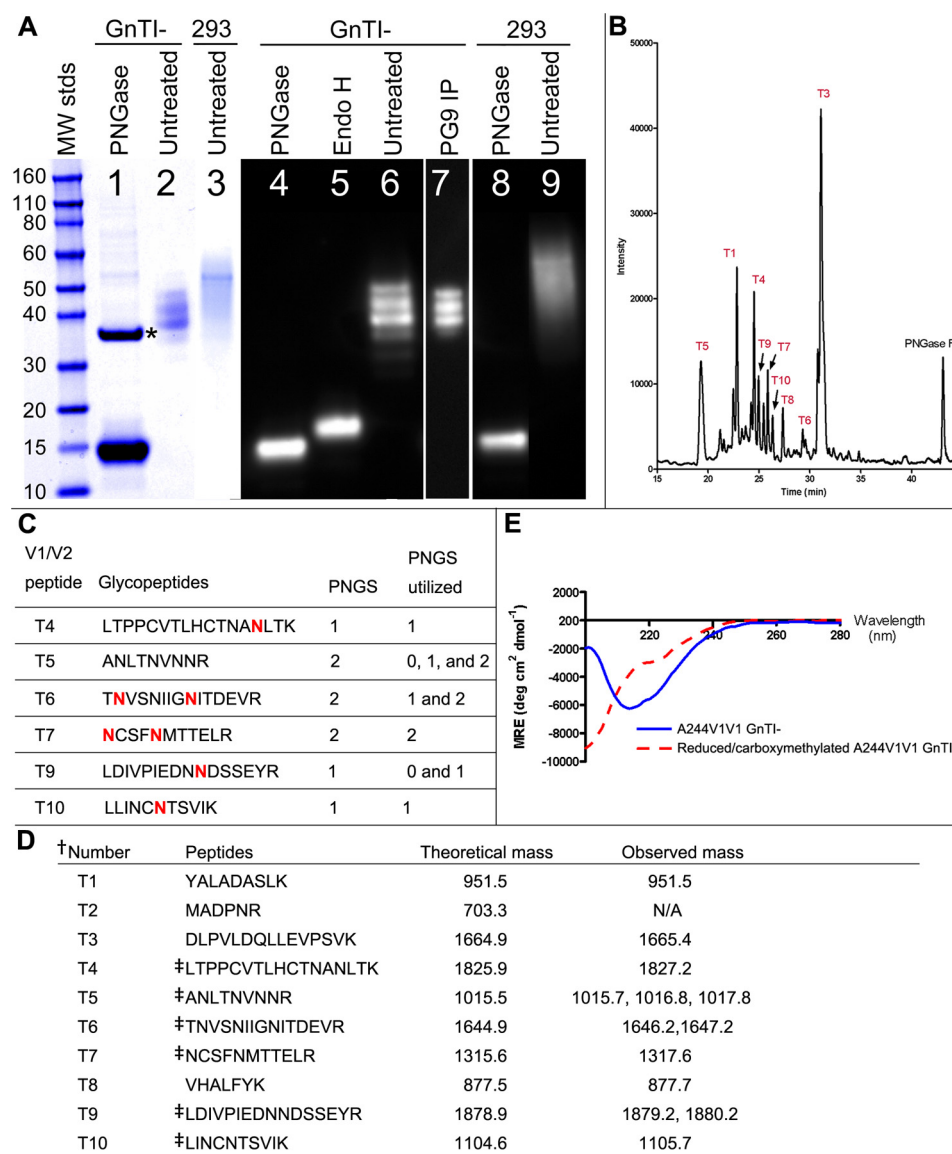 A
GnTI- 293 GnTI- 293
MW stds
PNGase
Untreated
Untreated
PNGase
Endo H
Untreated
PG9 IP
PNGase
Untreated
1 2 3 4 5 6 7 8 9
160
110
80
60
50
40
30
20
15
10
*
B
50000
40000
30000
20000
10000
0
Intensity
T5
T1
T4
T9
T7
T10
T8
T6
T3
PNGase F
15 20 25 30 35 40
Time (min)
C
V1/V2 peptide Glycopeptides PNGS PNGS utilized
T4 LTPPCVTLHCTNANLTK 1 1
T5 ANLTNVNNR 2 0, 1, and 2
T6 TNVSNIIGNITDEVR 2 1 and 2
T7 NCSFNMTTELR 2 2
T9 LDIVPIEDNNDSSEYR 1 0 and 1
T10 LLINCNTSVIK 1 1
E
2000
200
-2000
-4000
-6000
-8000
-10000
MRE (deg cm2 dmol-1)
220 240 260 280
Wavelength (nm)
A244V1V1 GnTI-
Reduced/carboxymethylated A244V1V1 GnTI
D
†Number Peptides Theoretical mass Observed mass
T1 YALADASLK 951.5 951.5
T2 MADPNR 703.3 N/A
T3 DLPVLDQLLEVPSVK 1664.9 1665.4
T4 ‡LTPPCVTLHCTNANLTK 1825.9 1827.2
T5 ‡ANLTNVNNR 1015.5 1015.7, 1016.8, 1017.8
T6 ‡TNVSNIIGNITDEVR 1644.9 1646.2,1647.2
T7 ‡NCSFNMTTELR 1315.6 1317.6
T8 VHALFYK 877.5 877.7
T9 ‡LDIVPIEDNNDSSEYR 1878.9 1879.2, 1880.2
T10 ‡LINCNTSVIK 1104.6 1105.7